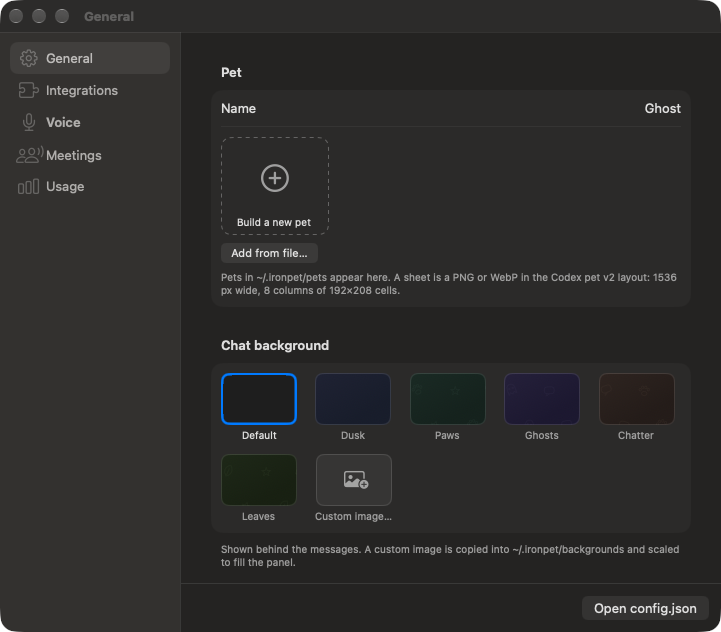 General
General
Integrations
Voice
Meetings
Usage
Pet
Name
Ghost
Build a new pet
Add from file...
Pets in ~/.ironpet/pets appear here. A sheet is a PNG or WebP in the Codex pet v2 layout: 1536
px wide, 8 columns of 192×208 cells.
Chat background
Default
Dusk
Paws
Ghosts
Chatter
Leaves
Custom image...
Shown behind the messages. A custom image is copied into ~/.ironpet/backgrounds and scaled
to fill the panel.
Open config.json